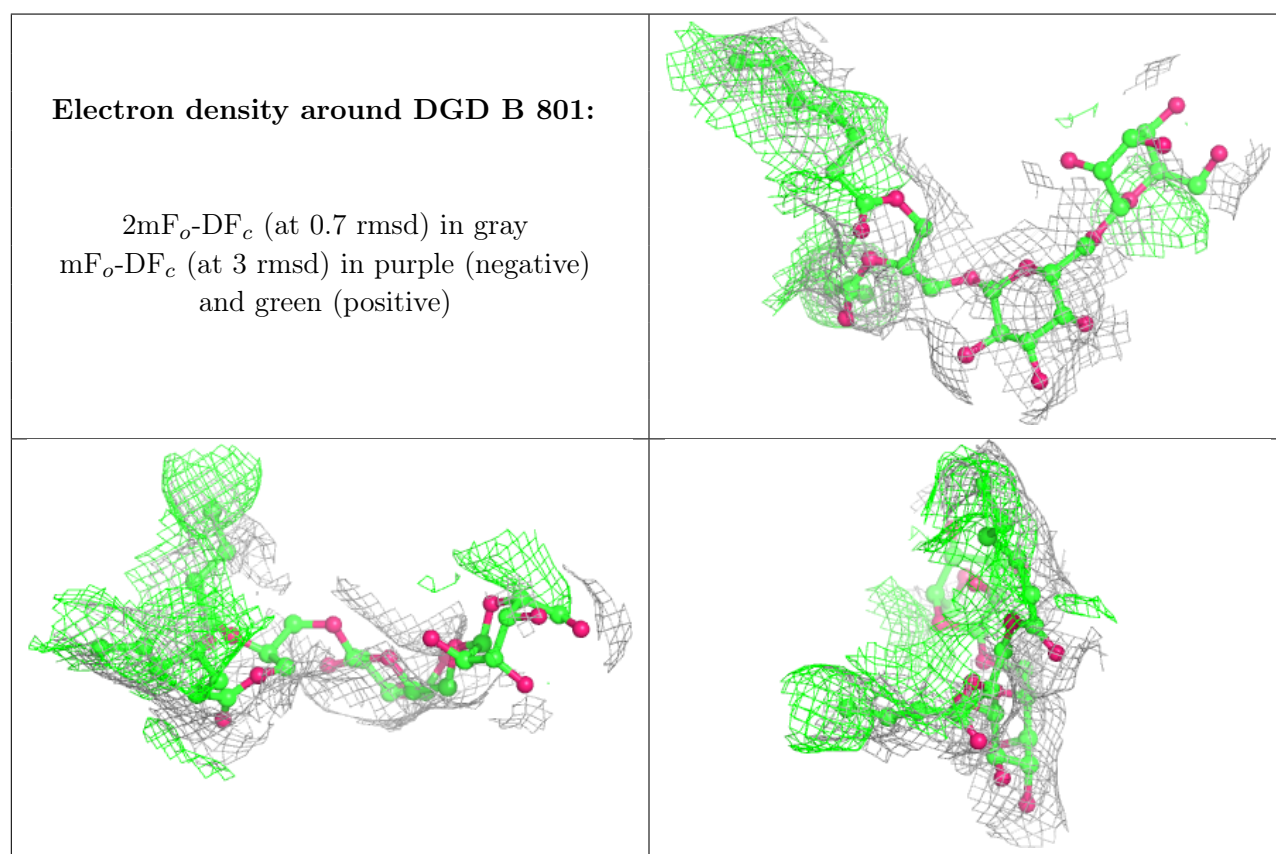 Electron density around DGD B 801:
2mFₒ-DF𝒸 (at 0.7 rmsd) in gray
mFₒ-DF𝒸 (at 3 rmsd) in purple (negative)
and green (positive)